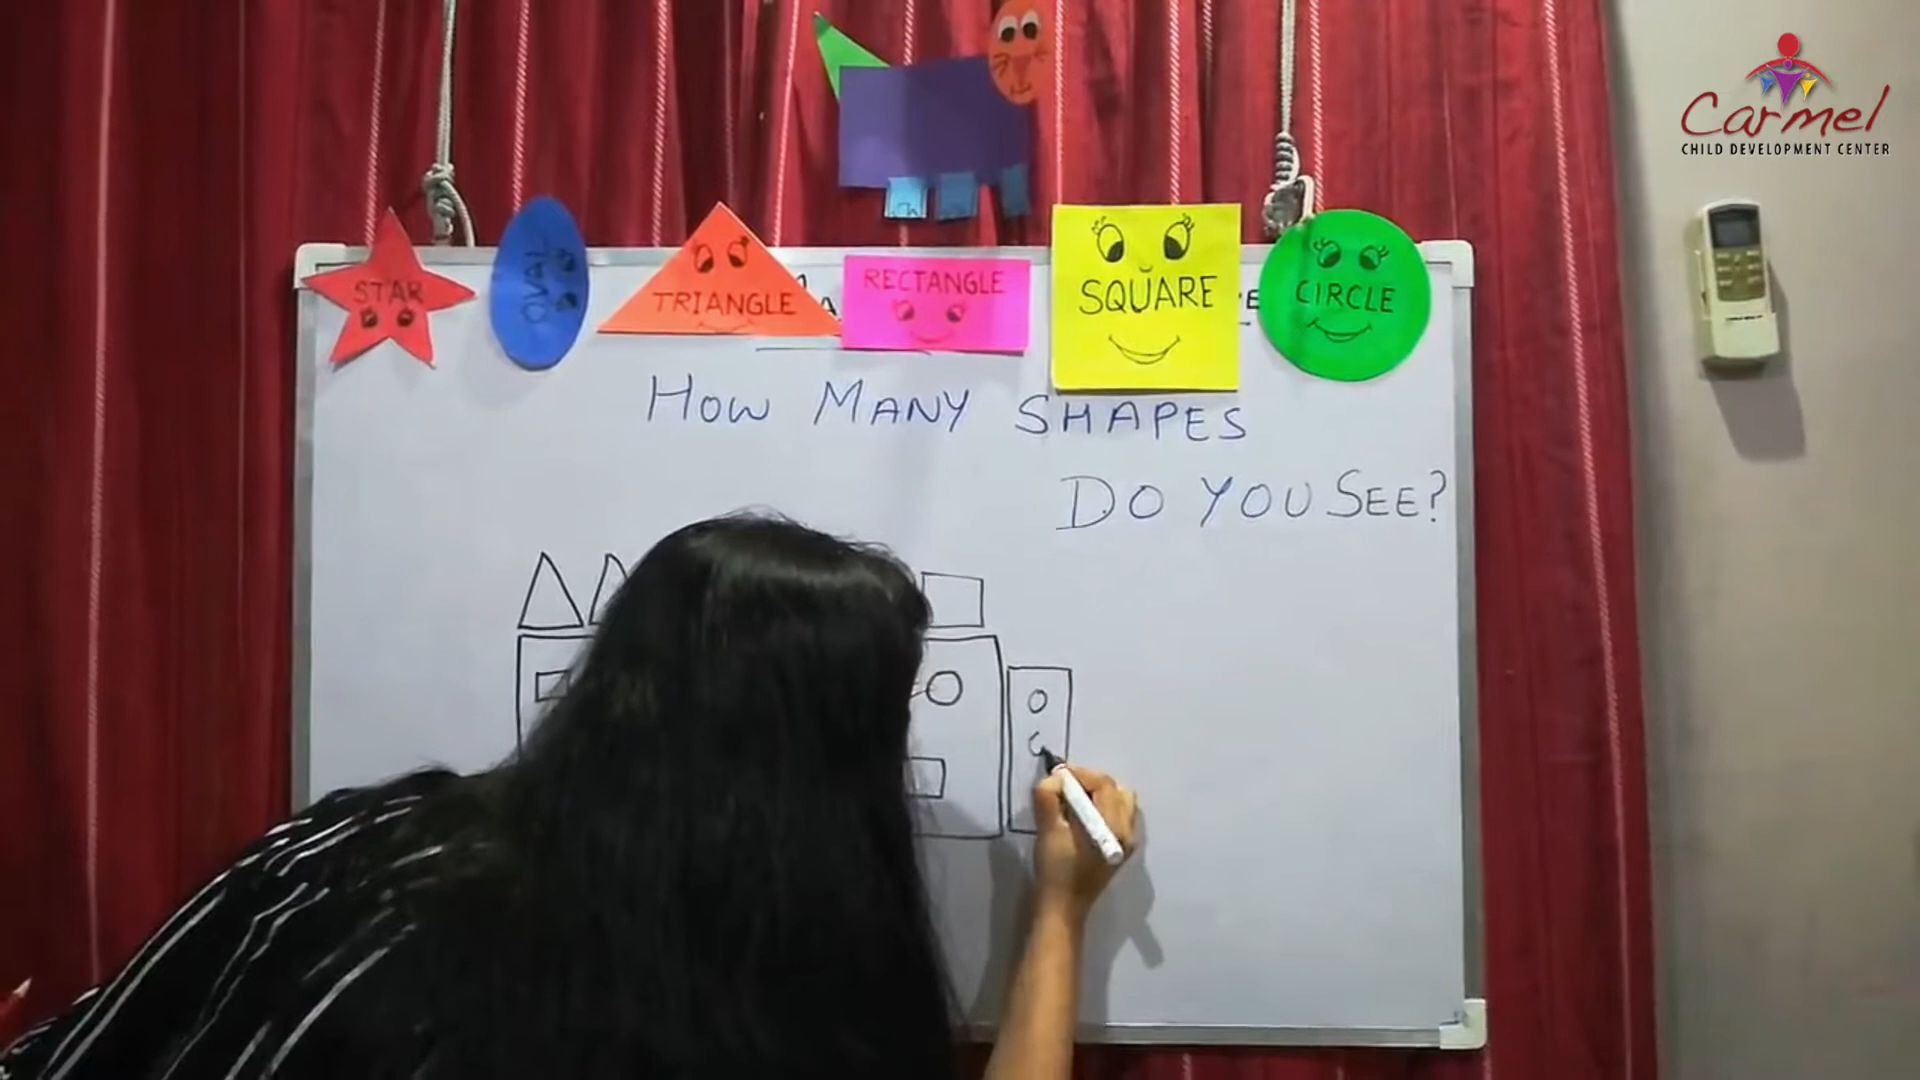 Carmel
CHILD DEVELOPMENT CENTER
STAR
OVAL
TRIANGLE
RECTANGLE
SQUARE
CIRCLE
HOW MANY SHAPES
DO YOU SEE?